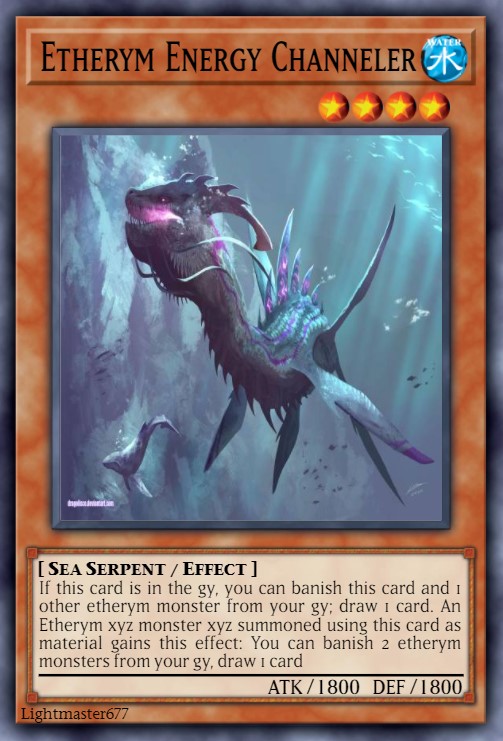 Etherym Energy Channeler
WATER
水
[ Sea Serpent / Effect ]
If this card is in the gy, you can banish this card and 1
other etherym monster from your gy; draw 1 card. An
Etherym xyz monster xyz summoned using this card as
material gains this effect: You can banish 2 etherym
monsters from your gy, draw 1 card
ATK / 1800 DEF / 1800
Lightmaster677